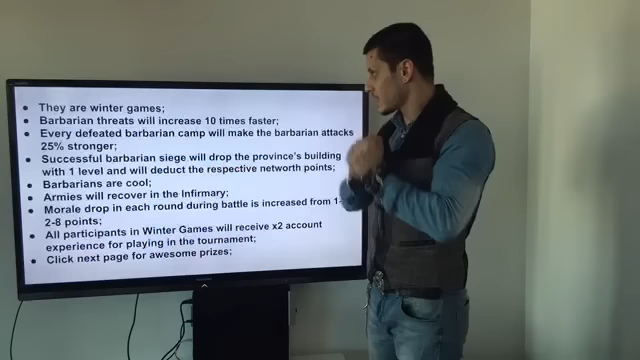 • They are winter games;
• Barbarian threats will increase 10 times faster;
• Every defeated barbarian camp will make the barbarian attacks
25% stronger;
• Successful barbarian siege will drop the province's building
with 1 level and will deduct the respective networth points;
• Barbarians are cool;
• Armies will recover in the Infirmary;
• Morale drop in each round during battle is increased from 1-
2-8 points;
• All participants in Winter Games will receive x2 account
experience for playing in the tournament;
• Click next page for awesome prizes;